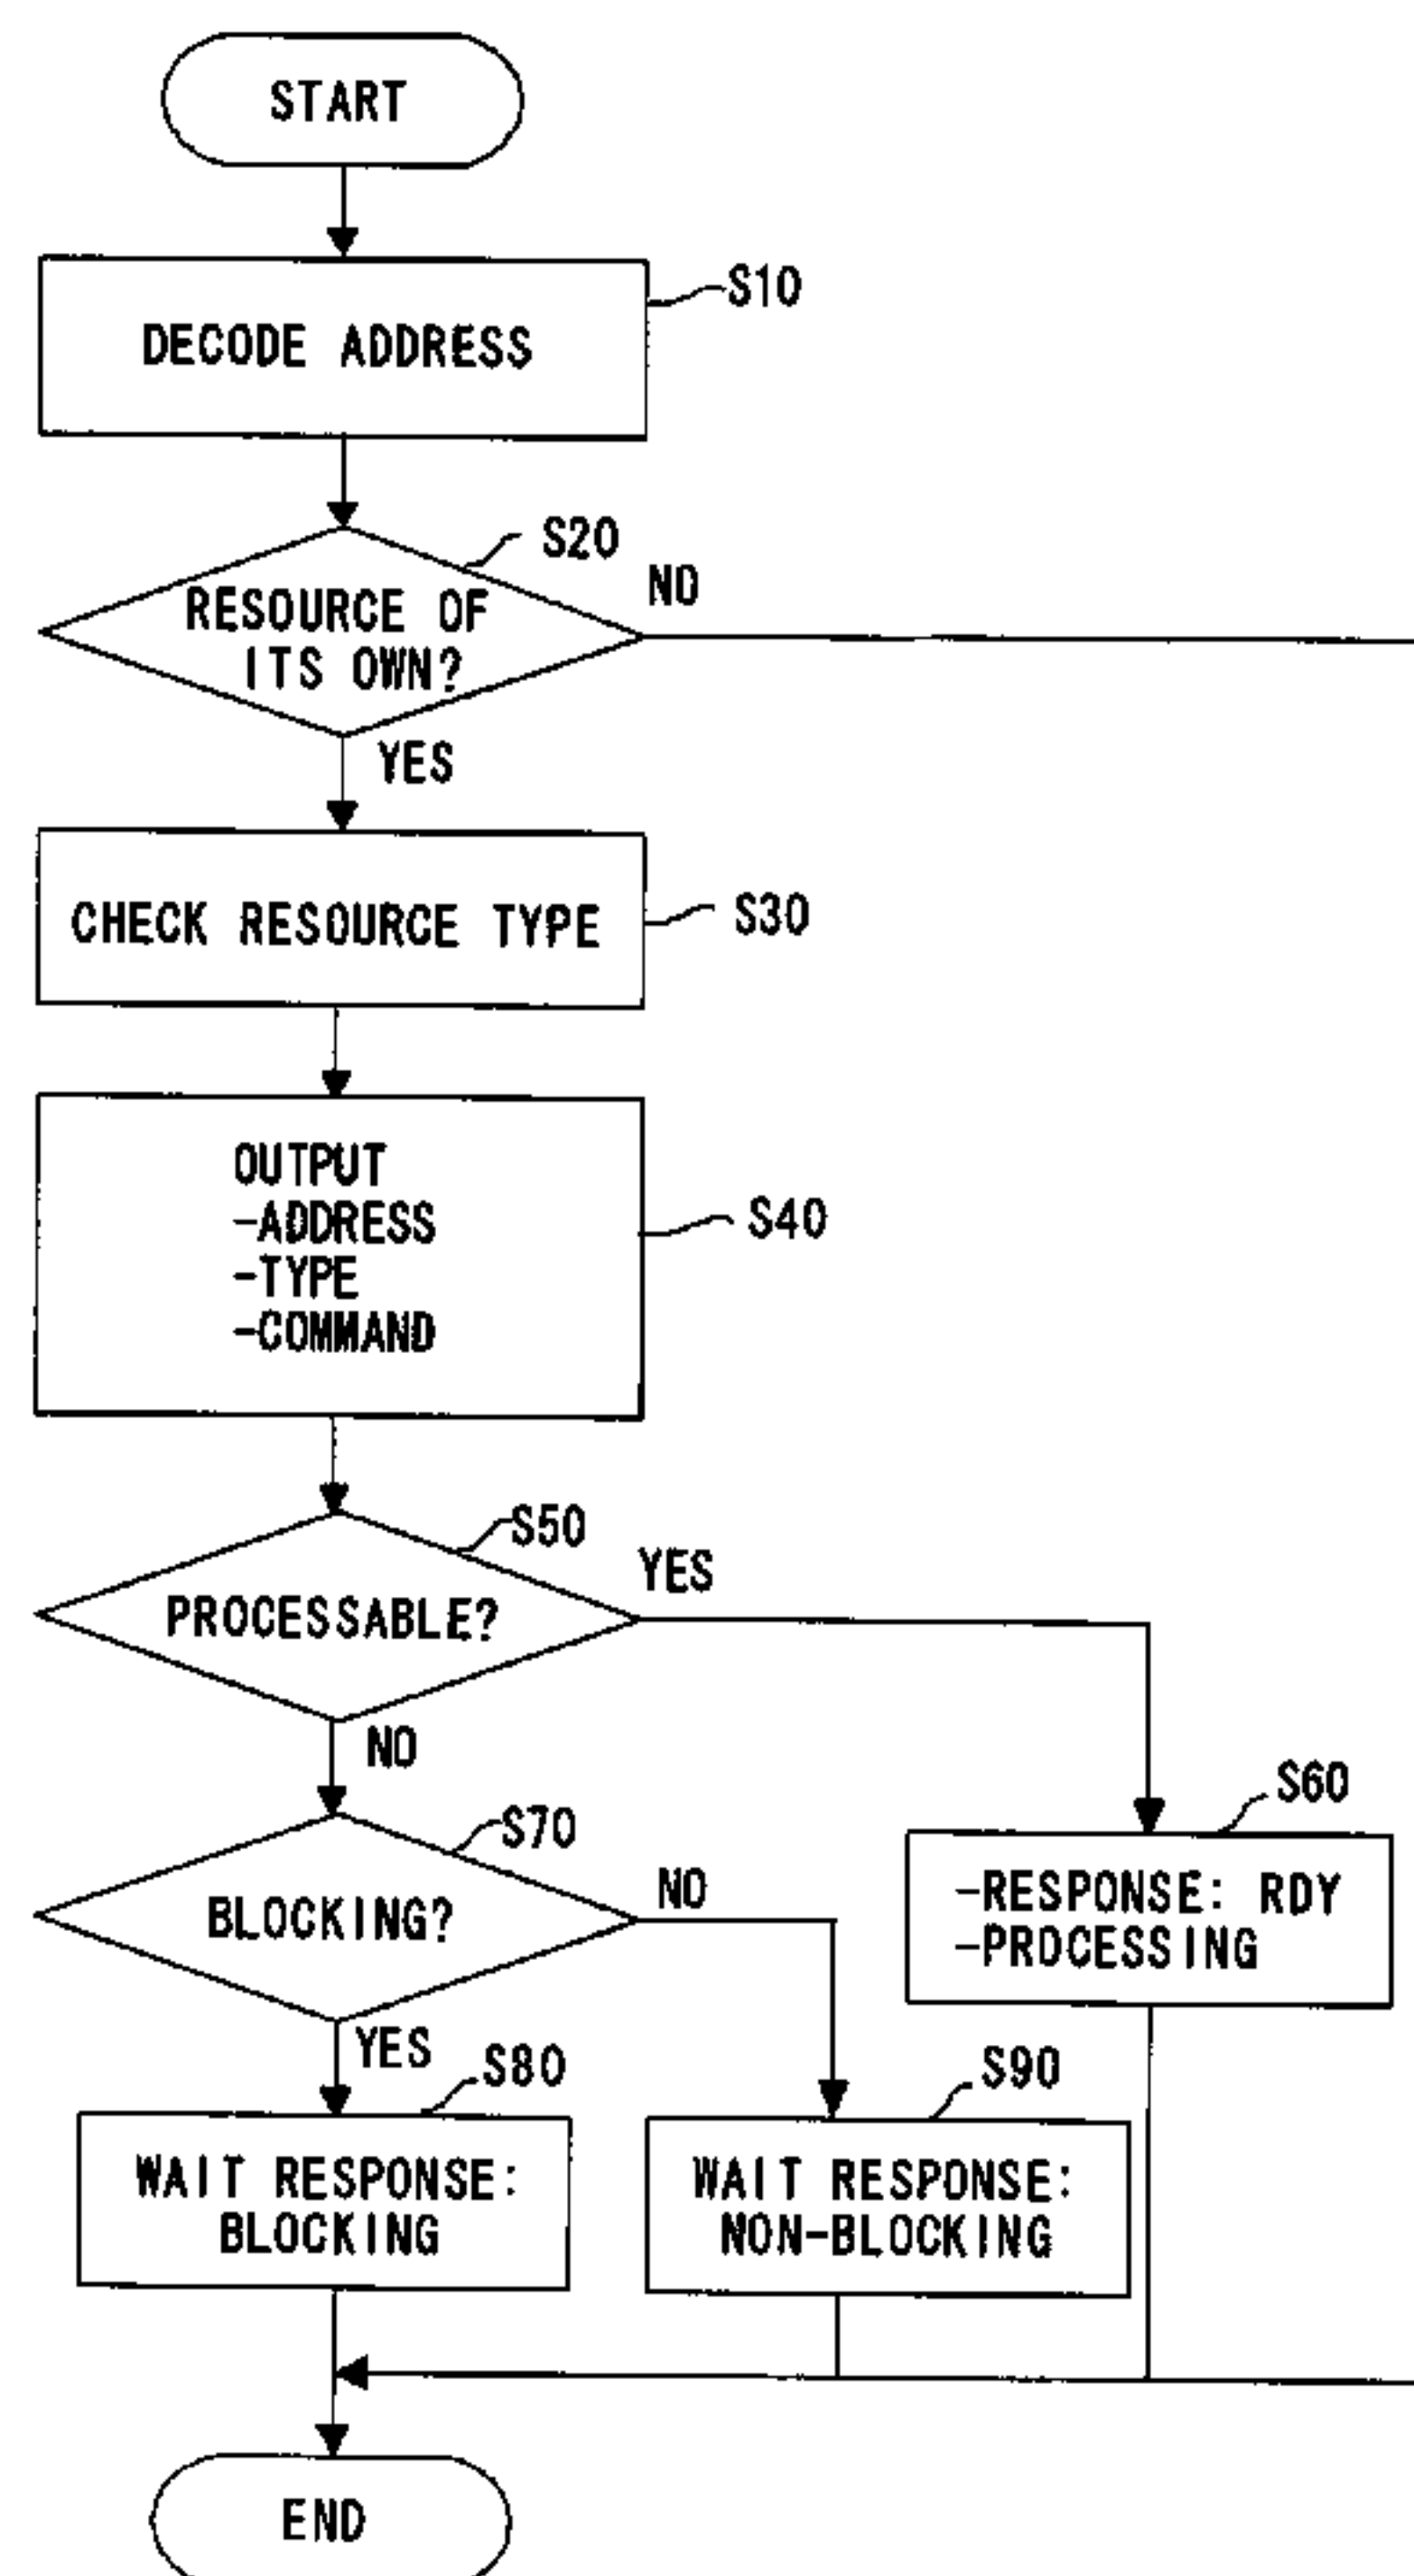 START
S10
DECODE ADDRESS
S20
NO
RESOURCE OF
ITS OWN?
YES
S30
CHECK RESOURCE TYPE
OUTPUT
-ADDRESS
S40
-TYPE
-COMMAND
S50
YES
PROCESSABLE?
NO
S60
S70
NO
-RESPONSE: RDY
BLOCKING?
-PROCESSING
YES
S80
S90
WAIT RESPONSE:
BLOCKING
WAIT RESPONSE:
NON-BLOCKING
END